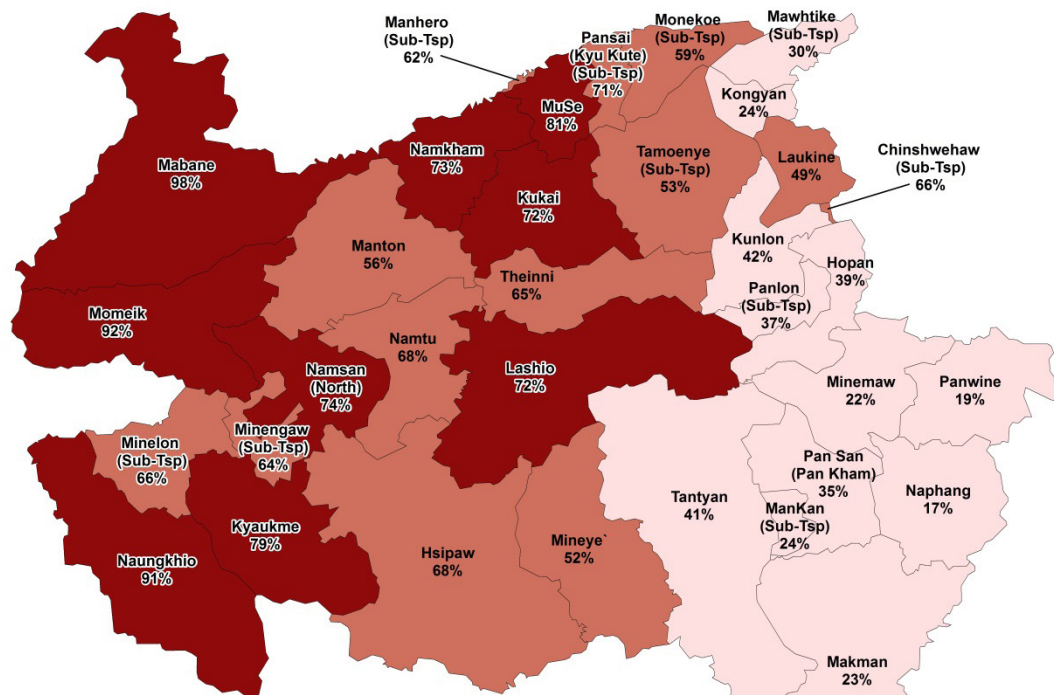 Manhero
(Sub-Tsp)
62%
Pansai
(Kyu Kute)
(Sub-Tsp)
71%
Monekoe
(Sub-Tsp)
59%
Mawhtike
(Sub-Tsp)
30%
Kongyan
24%
MuSe
81%
Namkham
73%
Mabane
98%
Kukai
72%
Tamoenye
(Sub-Tsp)
53%
Laukine
49%
Chinshwehaw
(Sub-Tsp)
66%
Manton
56%
Theinni
65%
Kunlon
42%
Hopan
39%
Panlon
(Sub-Tsp)
37%
Momeik
92%
Namtu
68%
Namsan
(North)
74%
Lashio
72%
Minemaw
22%
Panwine
19%
Minelon
(Sub-Tsp)
66%
Minengaw
(Sub-Tsp)
64%
Pan San
(Pan Kham)
35%
Naphang
17%
Tantyan
41%
ManKan
(Sub-Tsp)
24%
Kyaukme
79%
Naungkhio
91%
Hsipaw
68%
Mineye`
52%
Makman
23%